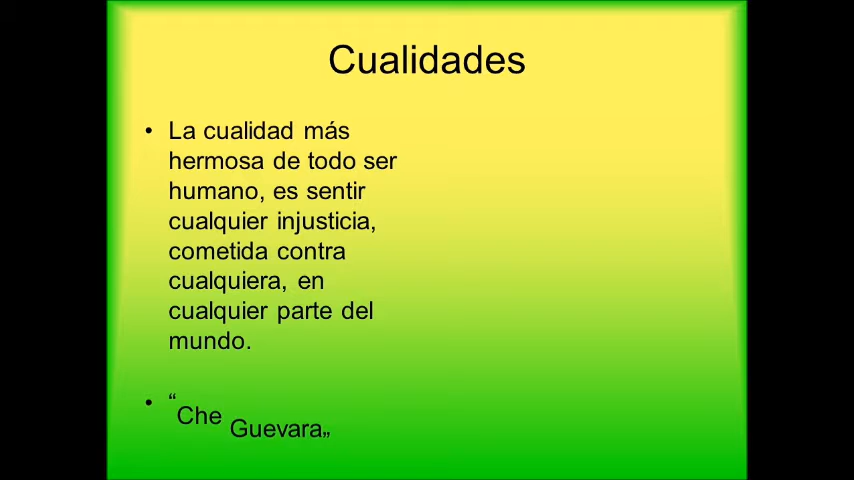 Cualidades
• La cualidad más
hermosa de todo ser
humano, es sentir
cualquier injusticia,
cometida contra
cualquiera, en
cualquier parte del
mundo.
• “Che Guevara„